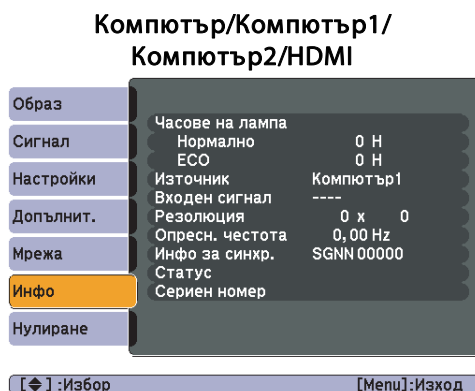 Компютър/Компютър1/
Компютър2/HDMI
Образ
Сигнал
Настройки
Допълнит.
Мрежа
Инфо
Нулиране
Часове на лампа
Нормално 0 H
ECO 0 H
Източник Компютър1
Входен сигнал ----
Резолюция 0 x 0
Опресн. честота 0,00 Hz
Инфо за синхр. SGNN 00000
Статус
Сериен номер
[◆] :Избор [Menu]:Изход